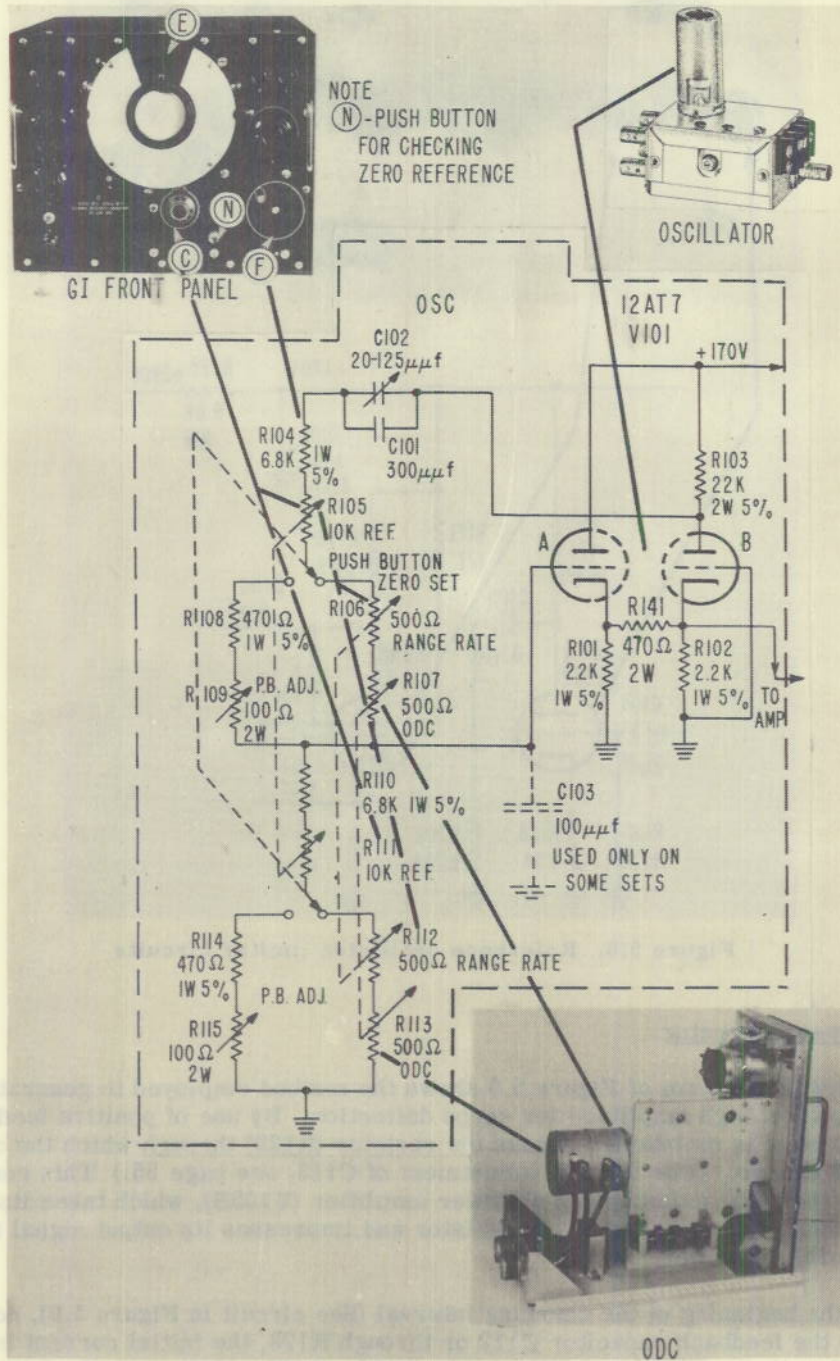 E
NOTE
N-PUSH BUTTON
FOR CHECKING
ZERO REFERENCE
OSCILLATOR
C
N
F
GI FRONT PANEL
OSC
12AT7
V101
+170V
C102
20-125μμf
C101
300μμf
R104
6.8K
1W
5%
R105
10K REF.
R103
22K
2W 5%
A
B
PUSH BUTTON
ZERO SET
R106
500Ω
RANGE RATE
R108
470Ω
1W 5%
R109
P.B. ADJ.
100Ω
2W
R107
500Ω
ODC
R141
470Ω
2W
R101
2.2K
1W 5%
R102
2.2K
1W 5%
TO
AMP.
R110
6.8K 1W 5%
R111
10K REF.
C103
100μμf
USED ONLY ON
SOME SETS
R114
470Ω
1W 5%
P.B. ADJ.
R115
100Ω
2W
R112
500Ω RANGE RATE
R113
500Ω
ODC
ODC